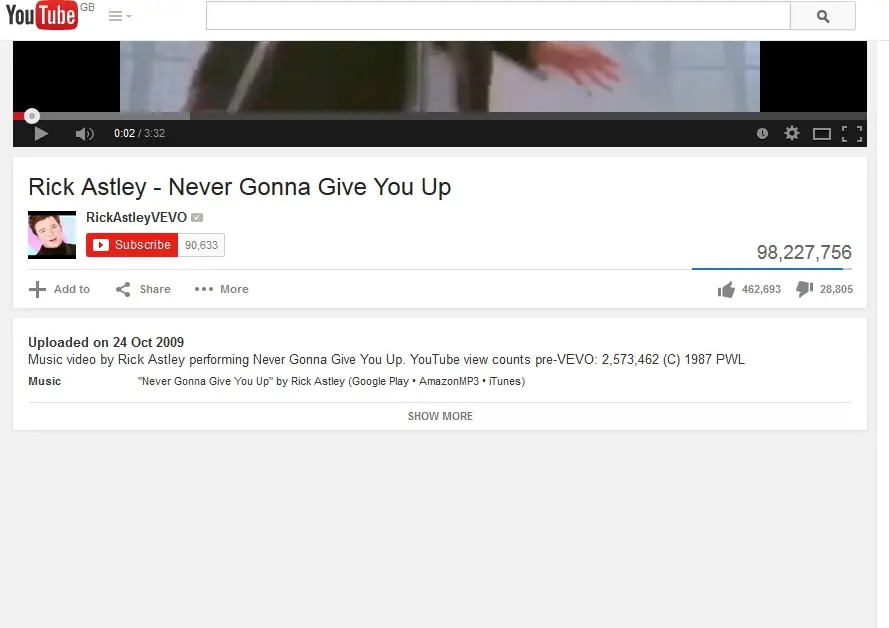 YouTube GB
0:02 / 3:32
Rick Astley - Never Gonna Give You Up
RickAstleyVEVO
Subscribe 90,633
98,227,756
Add to Share More 462,693 28,805
Uploaded on 24 Oct 2009
Music video by Rick Astley performing Never Gonna Give You Up. YouTube view counts pre-VEVO: 2,573,462 (C) 1987 PWL
Music "Never Gonna Give You Up" by Rick Astley (Google Play • AmazonMP3 • iTunes)
SHOW MORE